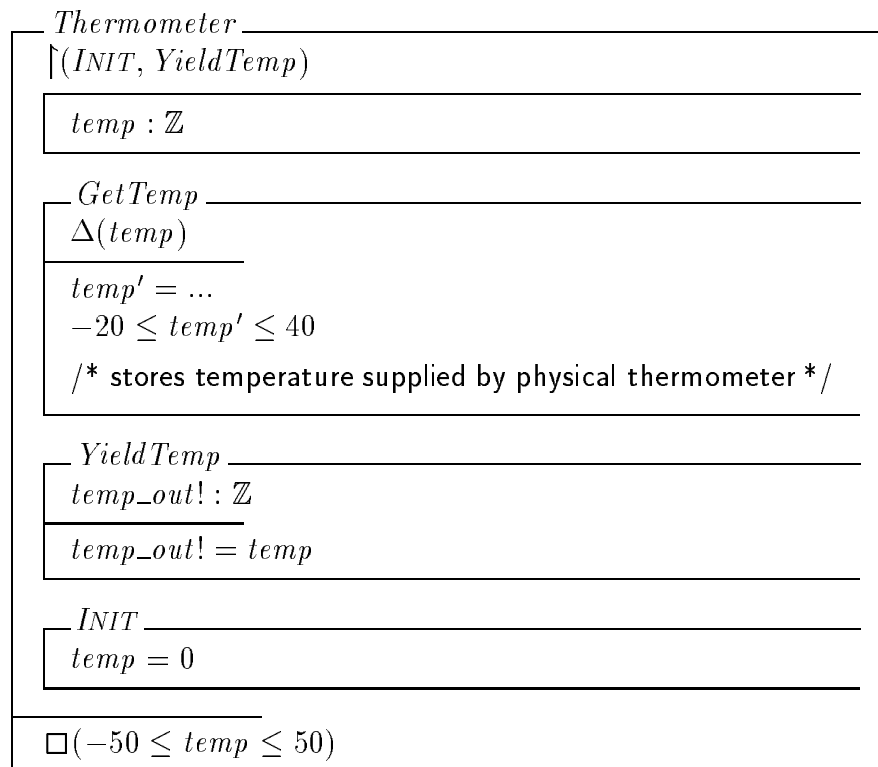 Thermometer
↾(INIT, YieldTemp)
temp : ℤ
GetTemp
Δ(temp)
temp′ = ...
−20 ≤ temp′ ≤ 40
/* stores temperature supplied by physical thermometer */
YieldTemp
temp_out! : ℤ
temp_out! = temp
INIT
temp = 0
□(−50 ≤ temp ≤ 50)